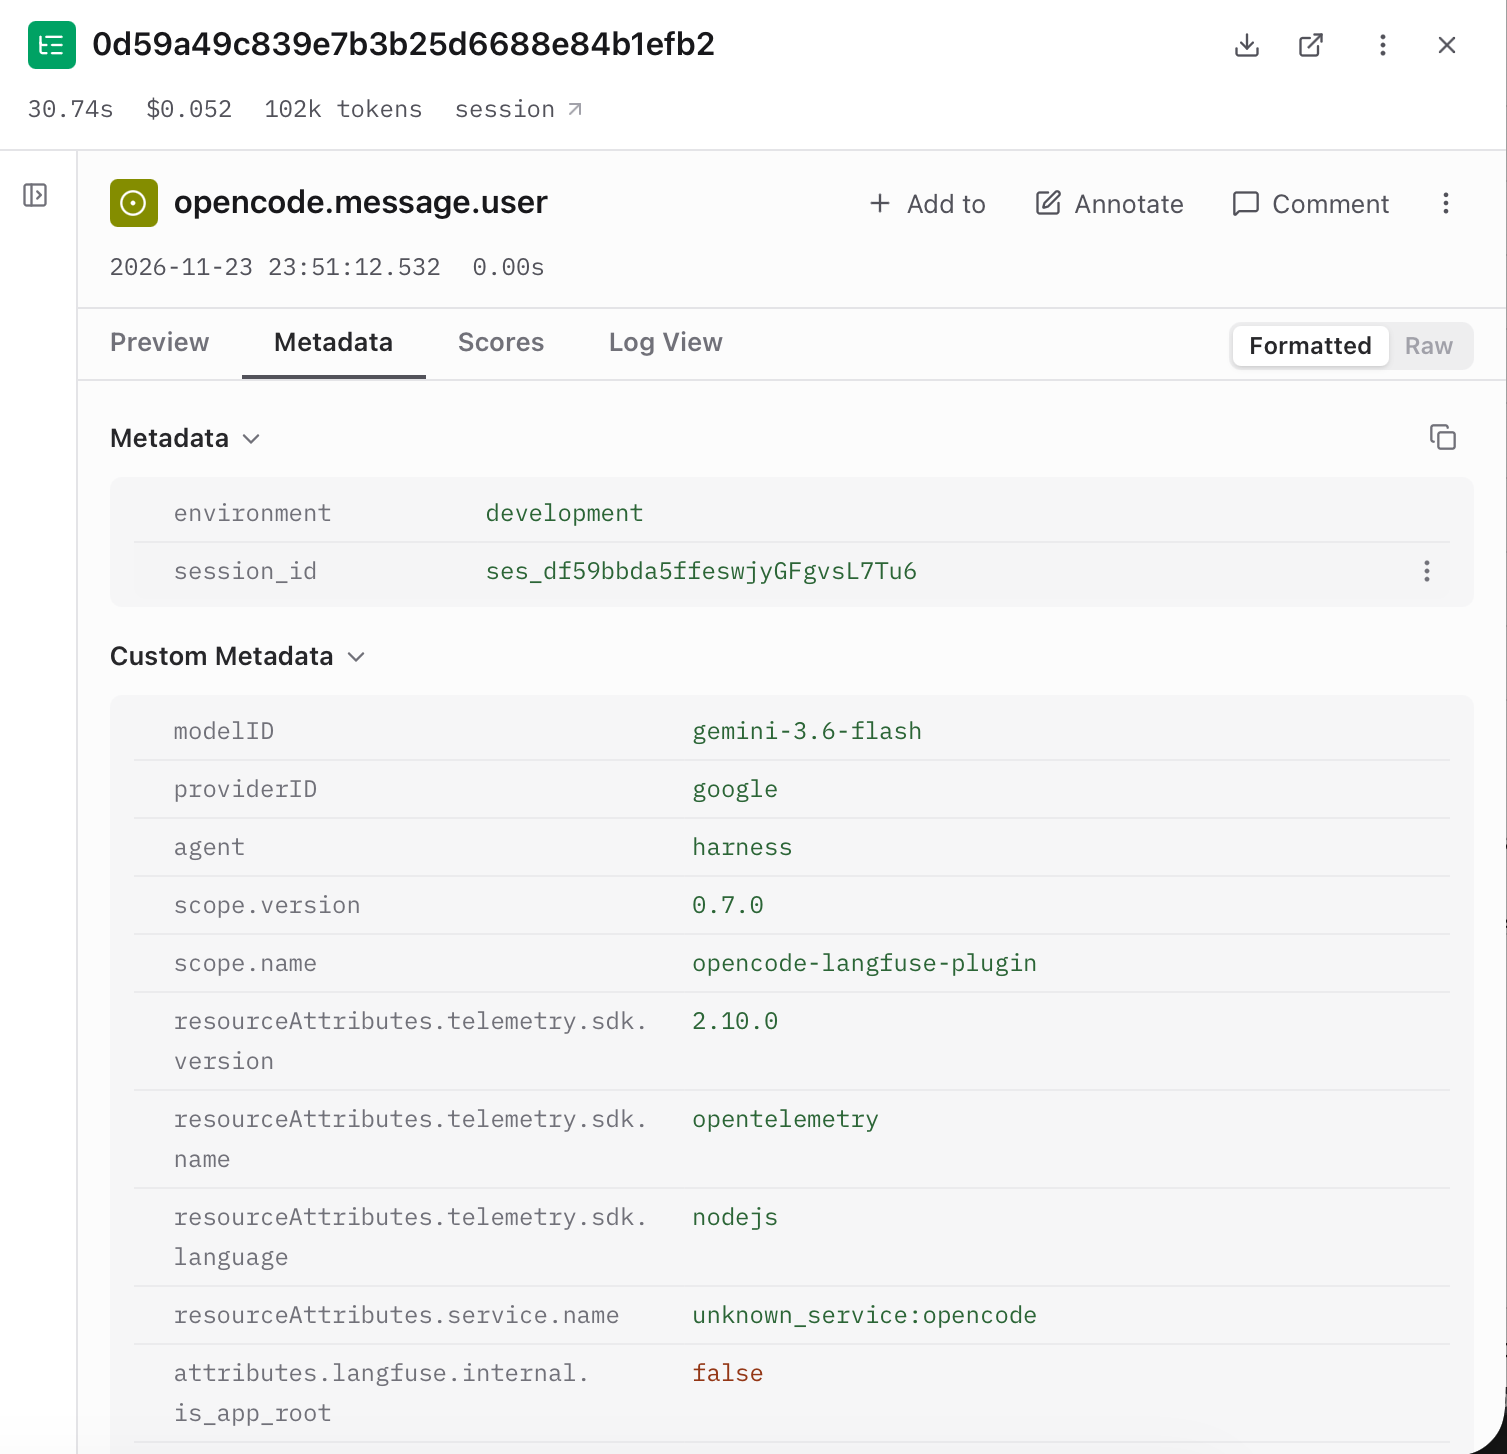 0d59a49c839e7b3b25d6688e84b1efb2
30.74s $0.052 102k tokens session
opencode.message.user
Add to Annotate Comment
2026-11-23 23:51:12.532 0.00s
Preview Metadata Scores Log View Formatted Raw
Metadata
environment development
session_id ses_df59bbda5ffeswjyGFgvsL7Tu6
Custom Metadata
modelID gemini-3.6-flash
providerID google
agent harness
scope.version 0.7.0
scope.name opencode-langfuse-plugin
resourceAttributes.telemetry.sdk. 2.10.0
version
resourceAttributes.telemetry.sdk. opentelemetry
name
resourceAttributes.telemetry.sdk. nodejs
language
resourceAttributes.service.name unknown_service:opencode
attributes.langfuse.internal. false
is_app_root